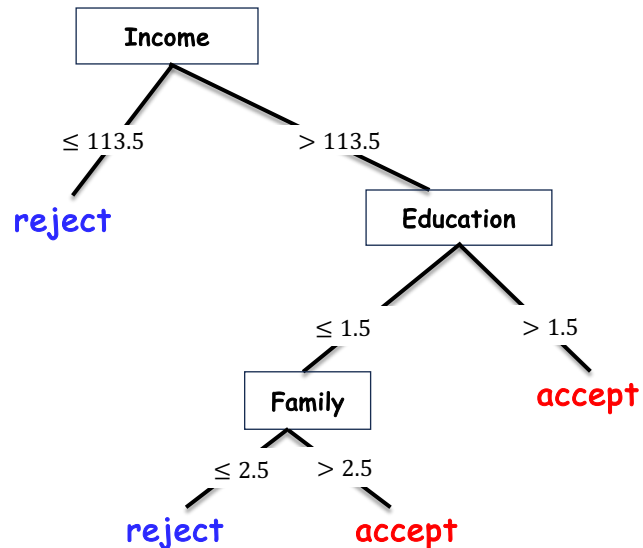 Income
≤ 113.5
> 113.5
reject
Education
≤ 1.5
> 1.5
Family
accept
≤ 2.5
> 2.5
reject
accept